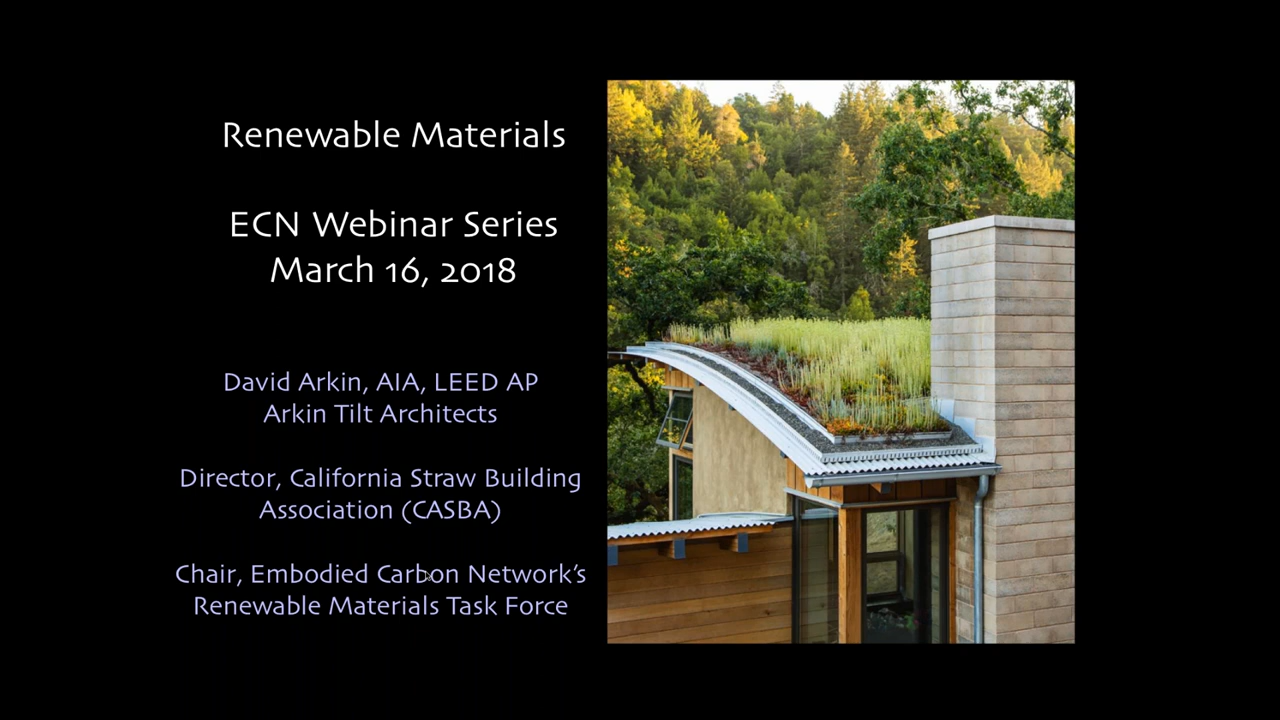 Renewable Materials
ECN Webinar Series
March 16, 2018
David Arkin, AIA, LEED AP
Arkin Tilt Architects
Director, California Straw Building
Association (CASBA)
Chair, Embodied Carbon Network’s
Renewable Materials Task Force